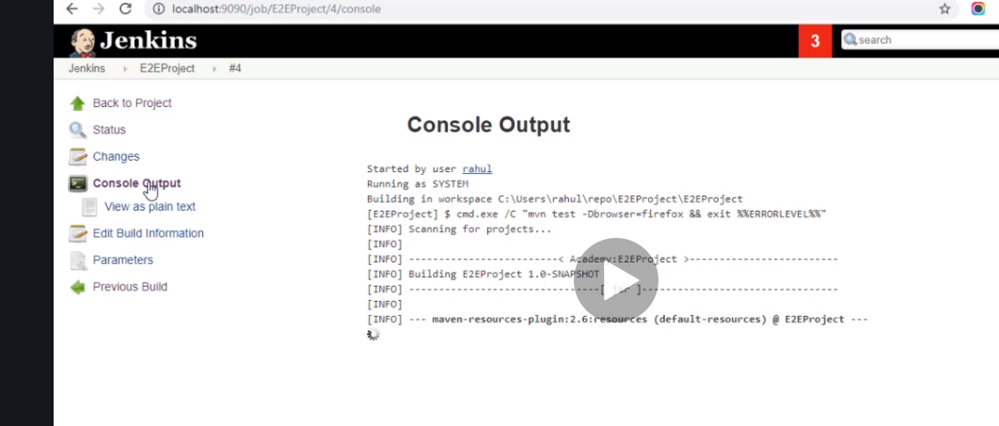 localhost:9090/job/E2EProject/4/console
Jenkins
3
search
Jenkins
E2EProject
#4
Back to Project
Status
Changes
Console Output
View as plain text
Edit Build Information
Parameters
Previous Build
Console Output
Started by user rahul
Running as SYSTEM
Building in workspace C:\Users\rahul\repo\E2EProject\E2EProject
[E2EProject] $ cmd.exe /C "mvn test -Dbrowser=firefox && exit %%ERRORLEVEL%%"
[INFO] Scanning for projects...
[INFO]
[INFO] -------------------------< Academy:E2EProject >-------------------------
[INFO] Building E2EProject 1.0-SNAPSHOT
[INFO] --------------------------------[ jar ]---------------------------------
[INFO]
[INFO] --- maven-resources-plugin:2.6:resources (default-resources) @ E2EProject ---